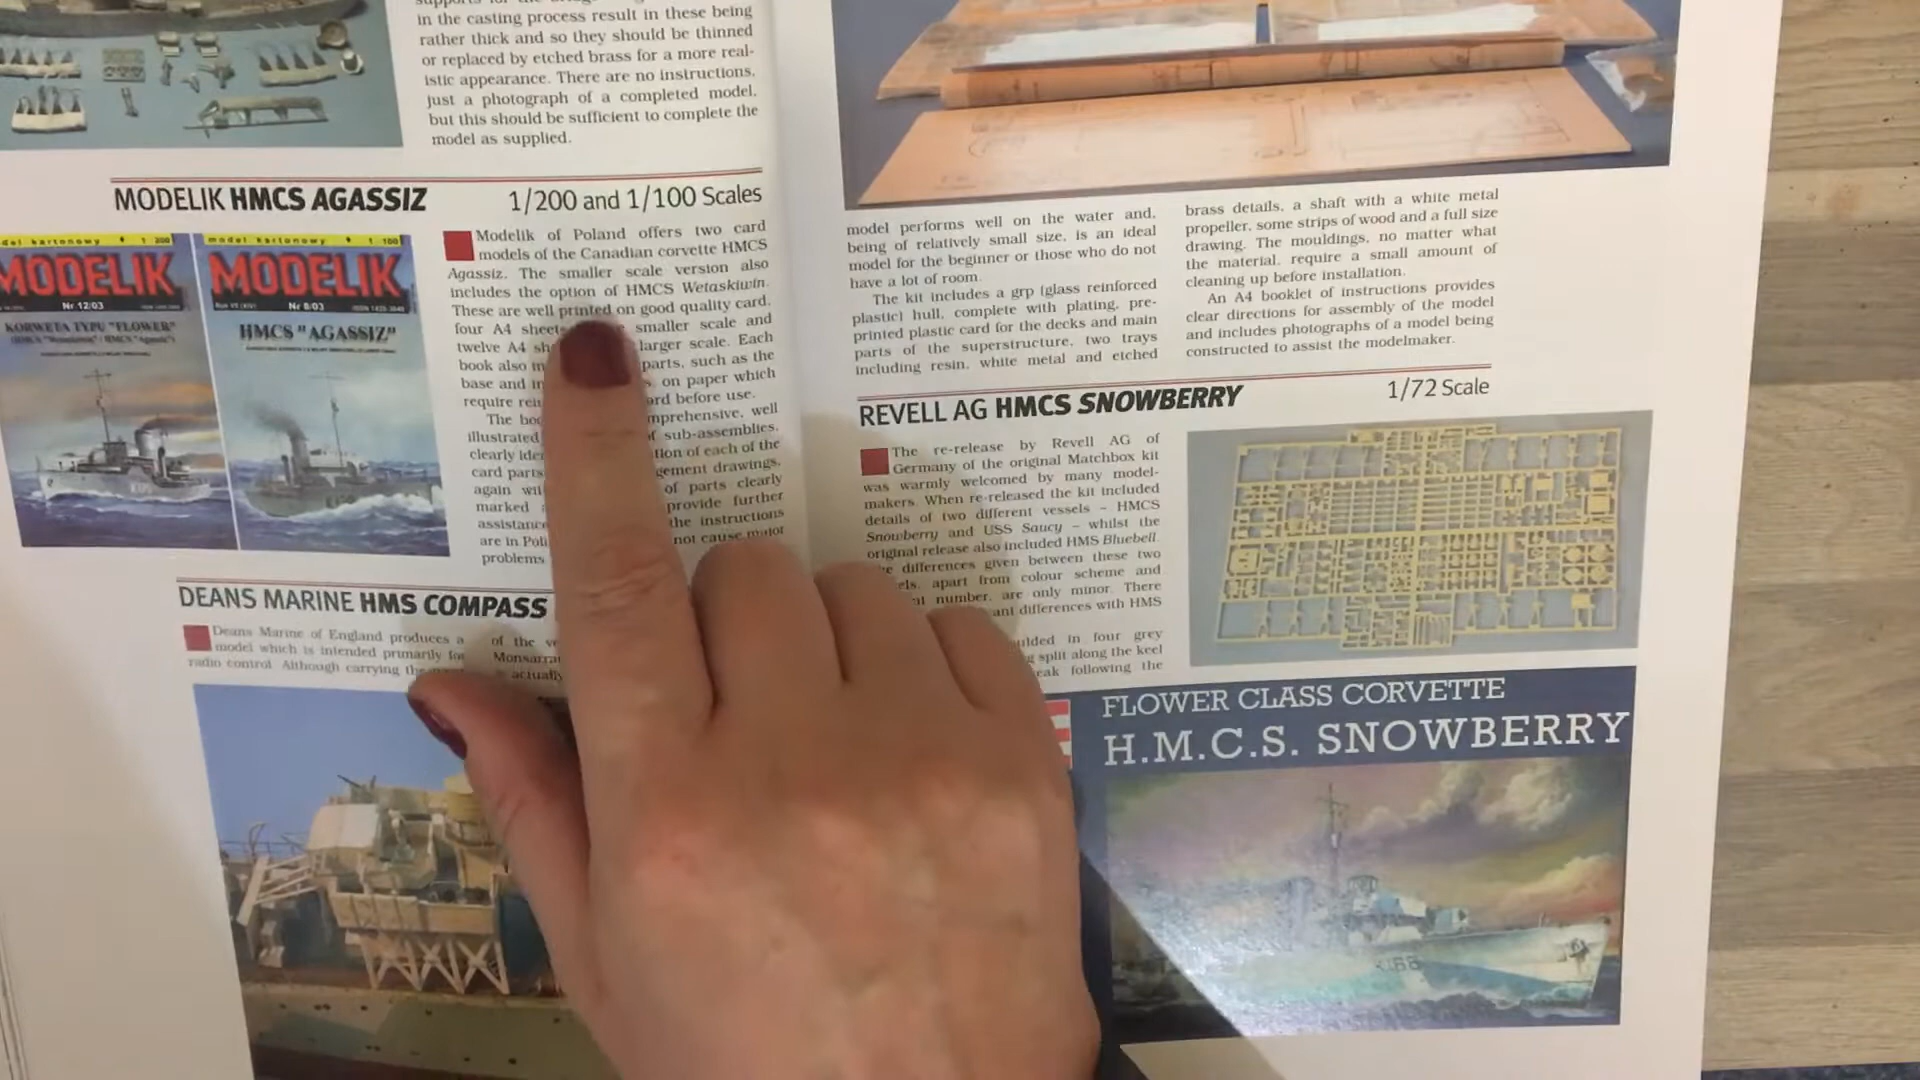 in the casting process result in these being
rather thick and so they should be thinned
or replaced by etched brass for a more real-
istic appearance. There are no instructions,
just a photograph of a completed model,
but this should be sufficient to complete the
model as supplied.
MODELIK HMCS AGASSIZ 1/200 and 1/100 Scales
MODELIK
Nr 12/03
KORWETA TYPU "FLOWER"
model kartonowy 1:100
MODELIK
Nr 8/03
HMCS "AGASSIZ"
Modelik of Poland offers two card
models of the Canadian corvette HMCS
Agassiz. The smaller scale version also
includes the option of HMCS Wetaskiwin.
These are well printed on good quality card,
four A4 sheets smaller scale and
twelve A4 larger scale. Each
book also parts, such as the
base and on paper which
require before use.
The well
illustrated of sub-assemblies,
clearly of each of the
card parts drawings,
again of parts clearly
marked provide further
assistance the instructions
are in not cause major
problems
DEANS MARINE HMS COMPASS
Deans Marine of England produces a
model which is intended primarily for
radio control. Although carrying
of the
actually
model performs well on the water and,
being of relatively small size, is an ideal
model for the beginner or those who do not
have a lot of room.
The kit includes a grp (glass reinforced
plastic) hull, complete with plating, pre-
printed plastic card for the decks and main
parts of the superstructure, two trays
including resin, white metal and etched
brass details, a shaft with a white metal
propeller, some strips of wood and a full size
drawing. The mouldings, no matter what
the material, require a small amount of
cleaning up before installation.
An A4 booklet of instructions provides
clear directions for assembly of the model
and includes photographs of a model being
constructed to assist the modelmaker.
REVELL AG HMCS SNOWBERRY 1/72 Scale
The re-release by Revell AG of
Germany of the original Matchbox kit
was warmly welcomed by many model-
makers. When re-released the kit included
details of two different vessels – HMCS
Snowberry and USS Saucy – whilst the
original release also included HMS Bluebell.
differences given between these two
apart from colour scheme and
number, are only minor. There
differences with HMS
in four grey
split along the keel
following the
FLOWER CLASS CORVETTE
H.M.C.S. SNOWBERRY
K166